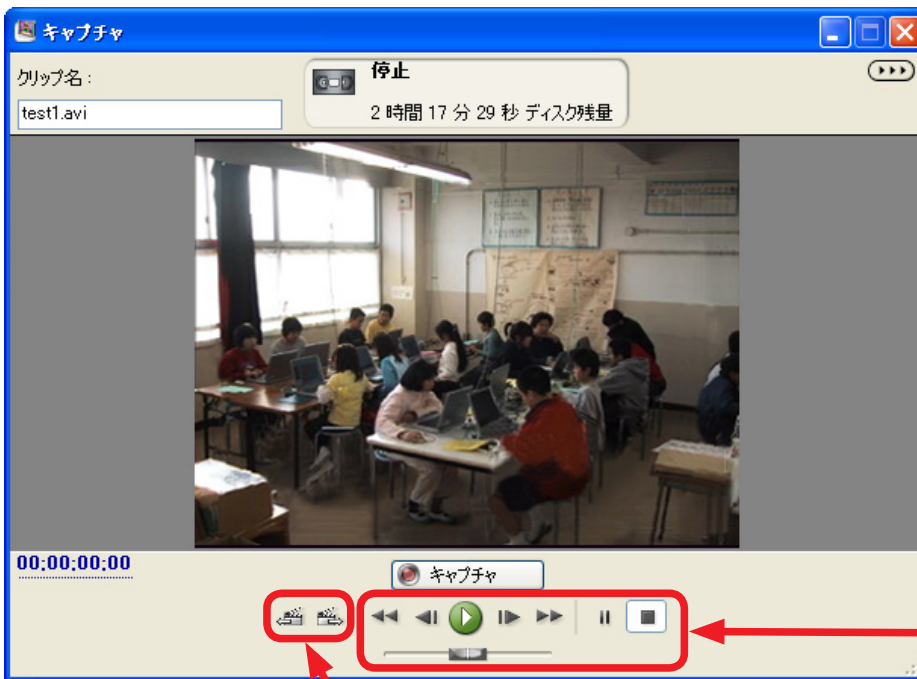 キャプチャ
クリップ名:
test1.avi
停止
2 時間 17 分 29 秒 ディスク残量
00;00;00;00
キャプチャ